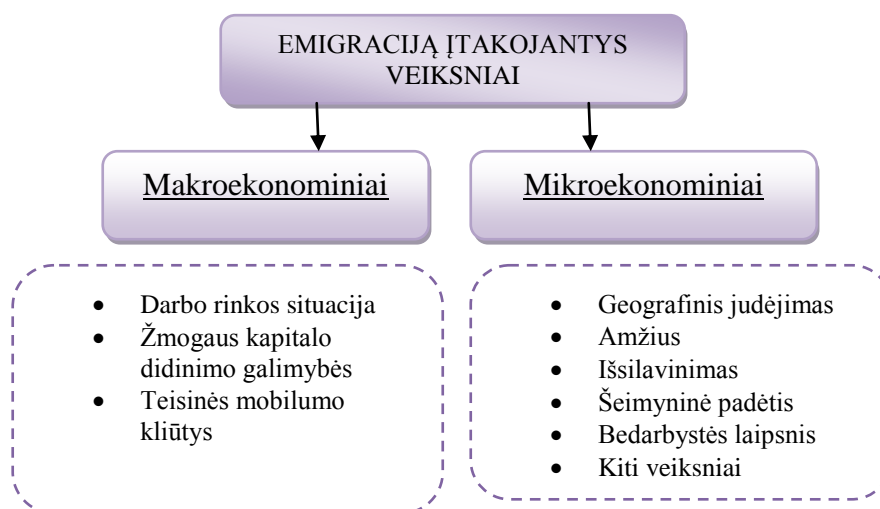 EMIGRACIJĄ ĮTAKOJANTYS
VEIKSNIAI
Makroekonominiai
Mikroekonominiai
• Darbo rinkos situacija
• Žmogaus kapitalo
didinimo galimybės
• Teisinės mobilumo
kliūtys
• Geografinis judėjimas
• Amžius
• Išsilavinimas
• Šeimyninė padėtis
• Bedarbystės laipsnis
• Kiti veiksniai